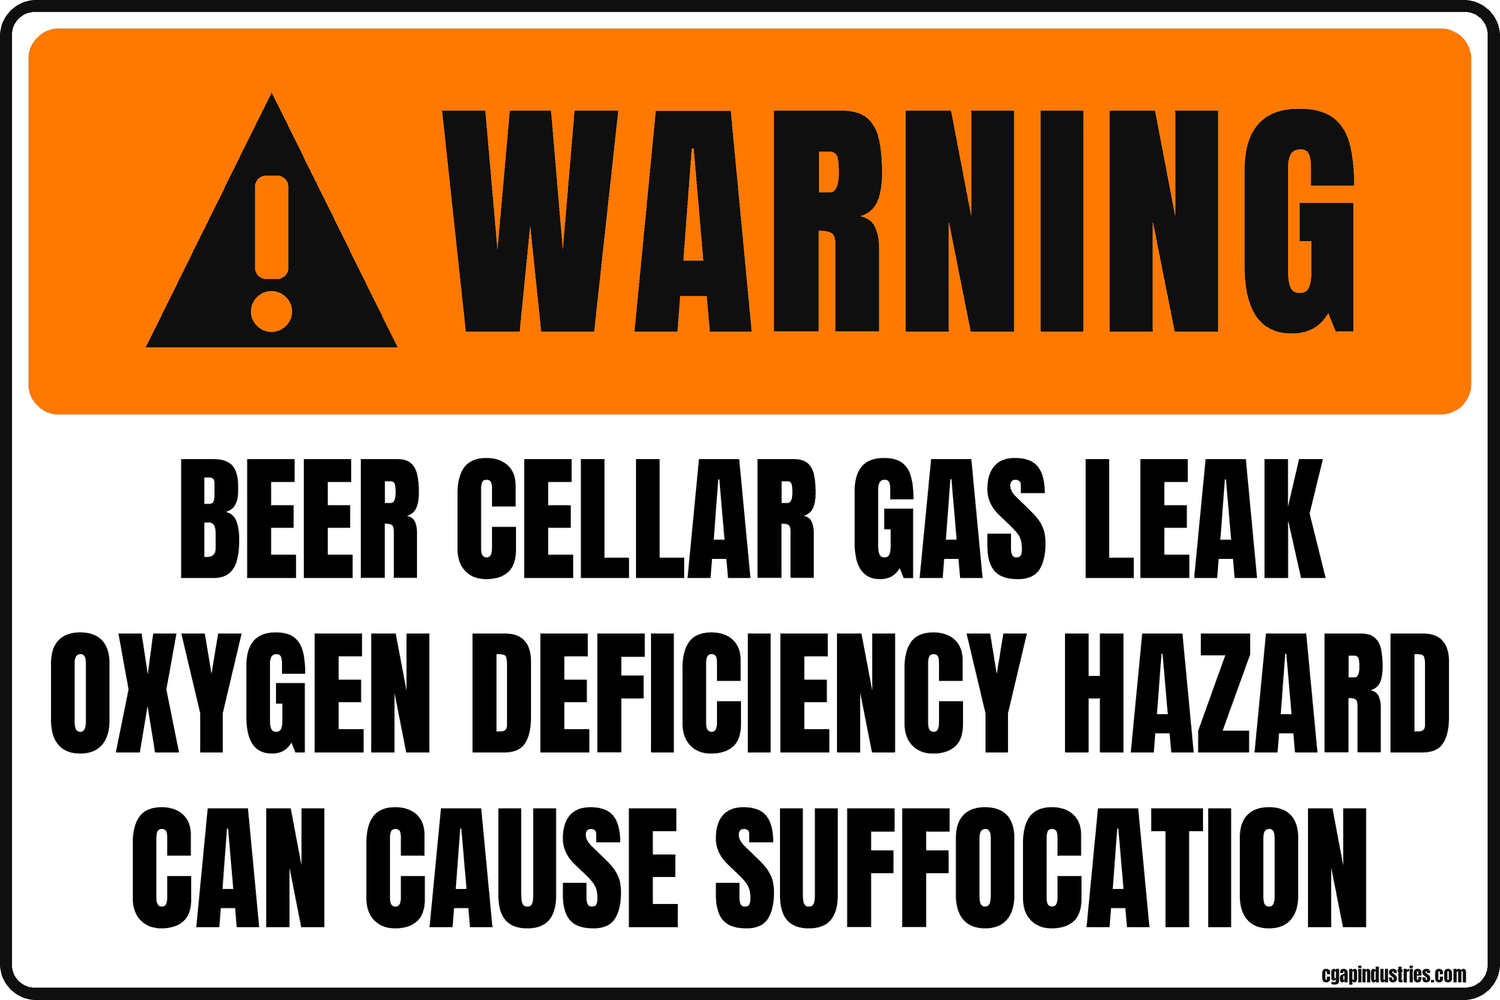 WARNING
BEER CELLAR GAS LEAK
OXYGEN DEFICIENCY HAZARD
CAN CAUSE SUFFOCATION
cgapindustries.com